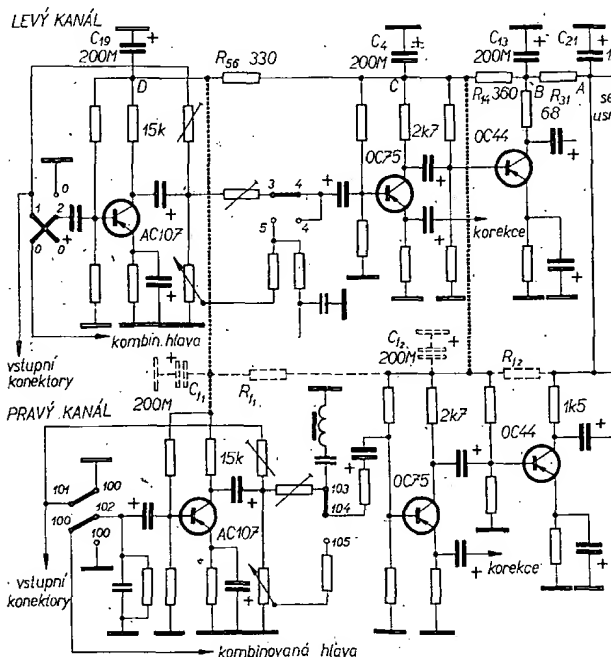 LEVÝ KANÁL
C19
200M
R56 330
C4
200M
C13
200M
C21
D
C
R14 360
B
R31
68
A
15k
2k7
OC44
OC75
1
0
2
0
0
3
4
5
4
AC107
korekce
vstupní
konektory
kombin. hlava
C11
200M
R11
C12
200M
R12
PRAVÝ KANÁL
15k
2k7
1k5
OC44
OC75
101
100
102
100
100
103
104
105
AC107
korekce
vstupní
konektory
kombinovaná hlava